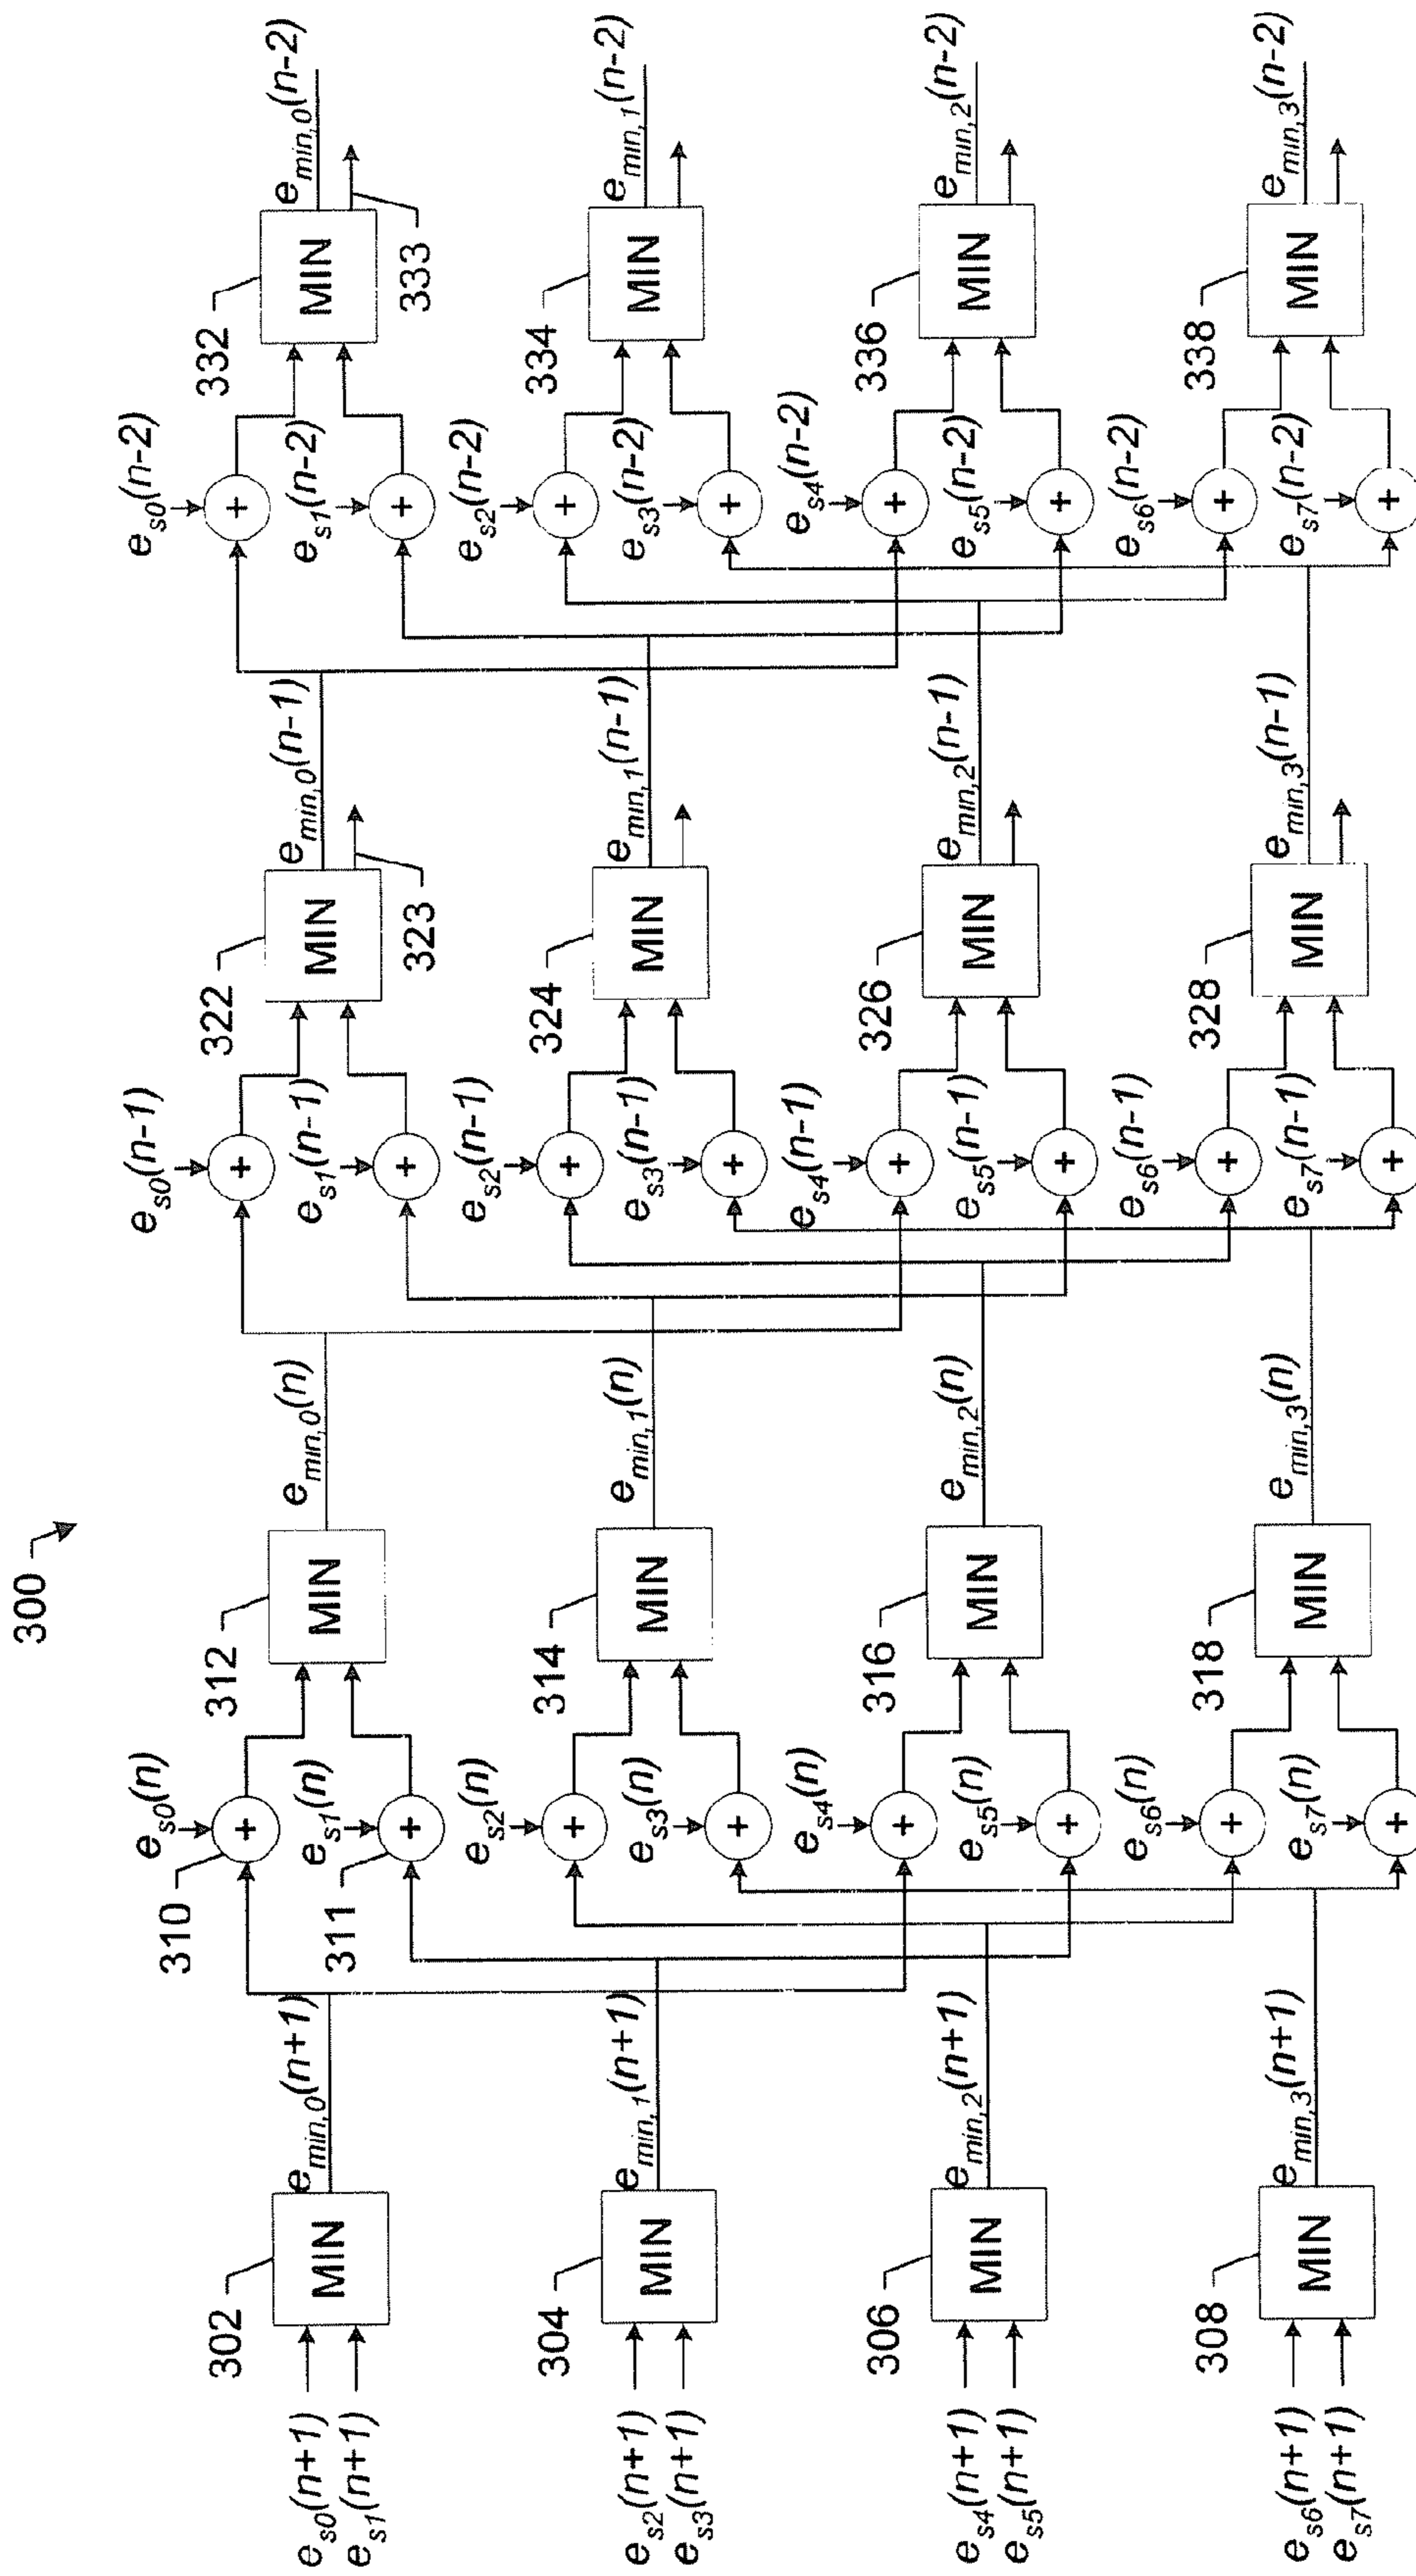 300
e_s0(n+1)
e_s1(n+1)
302
MIN
e_min,0(n+1)
310
e_s0(n)
+
311
e_s1(n)
+
312
MIN
e_min,0(n)
e_s0(n-1)
+
e_s1(n-1)
+
322
MIN
323
e_min,0(n-1)
e_s0(n-2)
+
e_s1(n-2)
+
332
MIN
333
e_min,0(n-2)
e_s2(n+1)
e_s3(n+1)
304
MIN
e_min,1(n+1)
e_s2(n)
+
e_s3(n)
+
314
MIN
e_min,1(n)
e_s2(n-1)
+
e_s3(n-1)
+
324
MIN
e_min,1(n-1)
e_s2(n-2)
+
e_s3(n-2)
+
334
MIN
e_min,1(n-2)
e_s4(n+1)
e_s5(n+1)
306
MIN
e_min,2(n+1)
e_s4(n)
+
e_s5(n)
+
316
MIN
e_min,2(n)
e_s4(n-1)
+
e_s5(n-1)
+
326
MIN
e_min,2(n-1)
e_s4(n-2)
+
e_s5(n-2)
+
336
MIN
e_min,2(n-2)
e_s6(n+1)
e_s7(n+1)
308
MIN
e_min,3(n+1)
e_s6(n)
+
e_s7(n)
+
318
MIN
e_min,3(n)
e_s6(n-1)
+
e_s7(n-1)
+
328
MIN
e_min,3(n-1)
e_s6(n-2)
+
e_s7(n-2)
+
338
MIN
e_min,3(n-2)